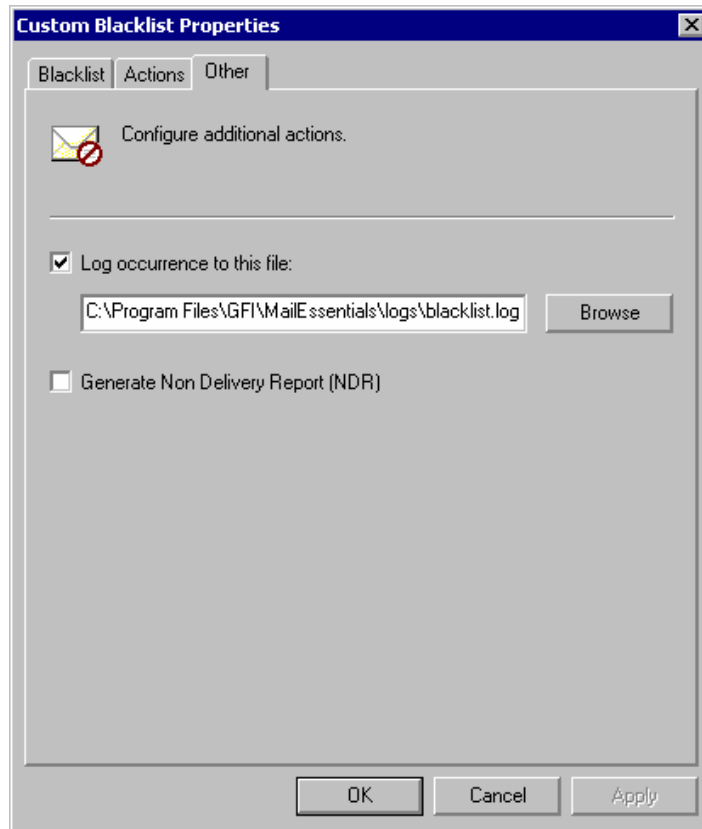 Custom Blacklist Properties
Blacklist Actions Other
Configure additional actions.
Log occurrence to this file:
C:\Program Files\GFI\MailEssentials\logs\blacklist.log Browse
Generate Non Delivery Report (NDR)
OK Cancel Apply